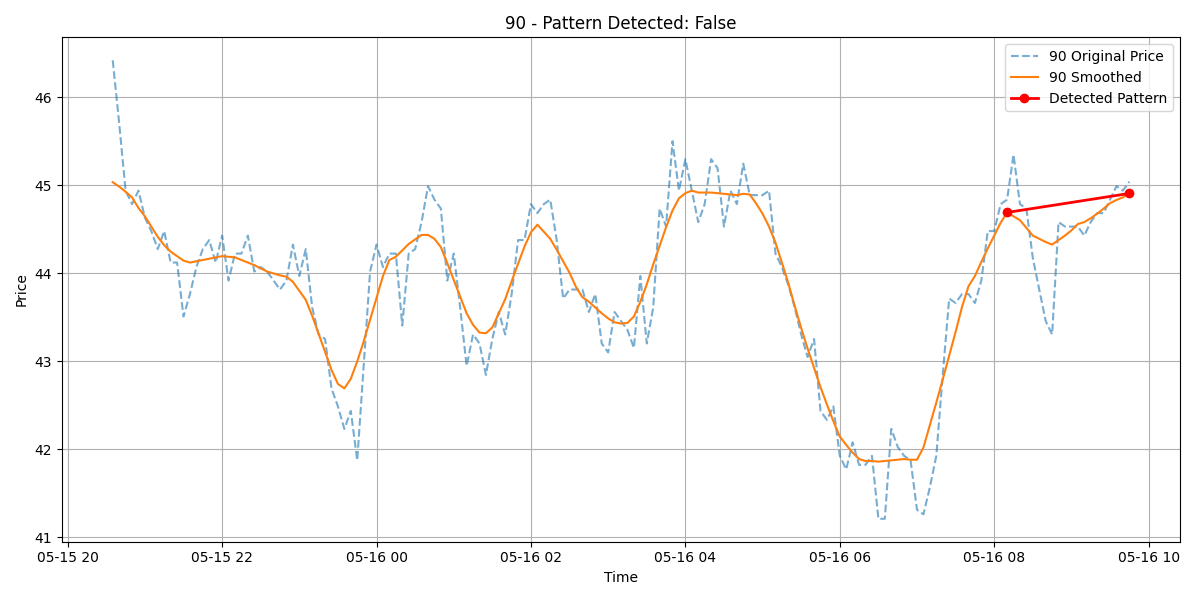 90 - Pattern Detected: False
90 Original Price
90 Smoothed
Detected Pattern
Price
46
45
44
43
42
41
05-15 20
05-15 22
05-16 00
05-16 02
05-16 04
05-16 06
05-16 08
05-16 10
Time